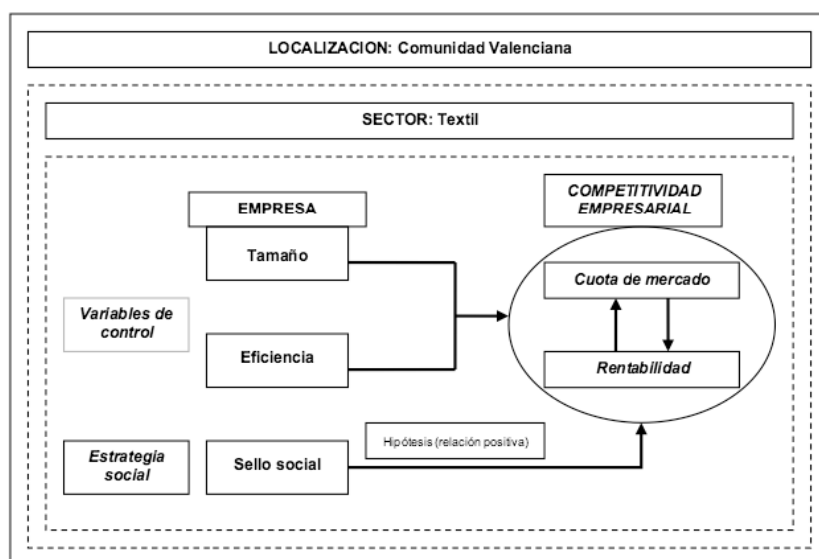 LOCALIZACION: Comunidad Valenciana
SECTOR: Textil
EMPRESA
COMPETITIVIDAD
EMPRESARIAL
Tamaño
Cuota de mercado
Variables de
control
Eficiencia
Rentabilidad
Estrategia
social
Sello social
Hipótesis (relación positiva)